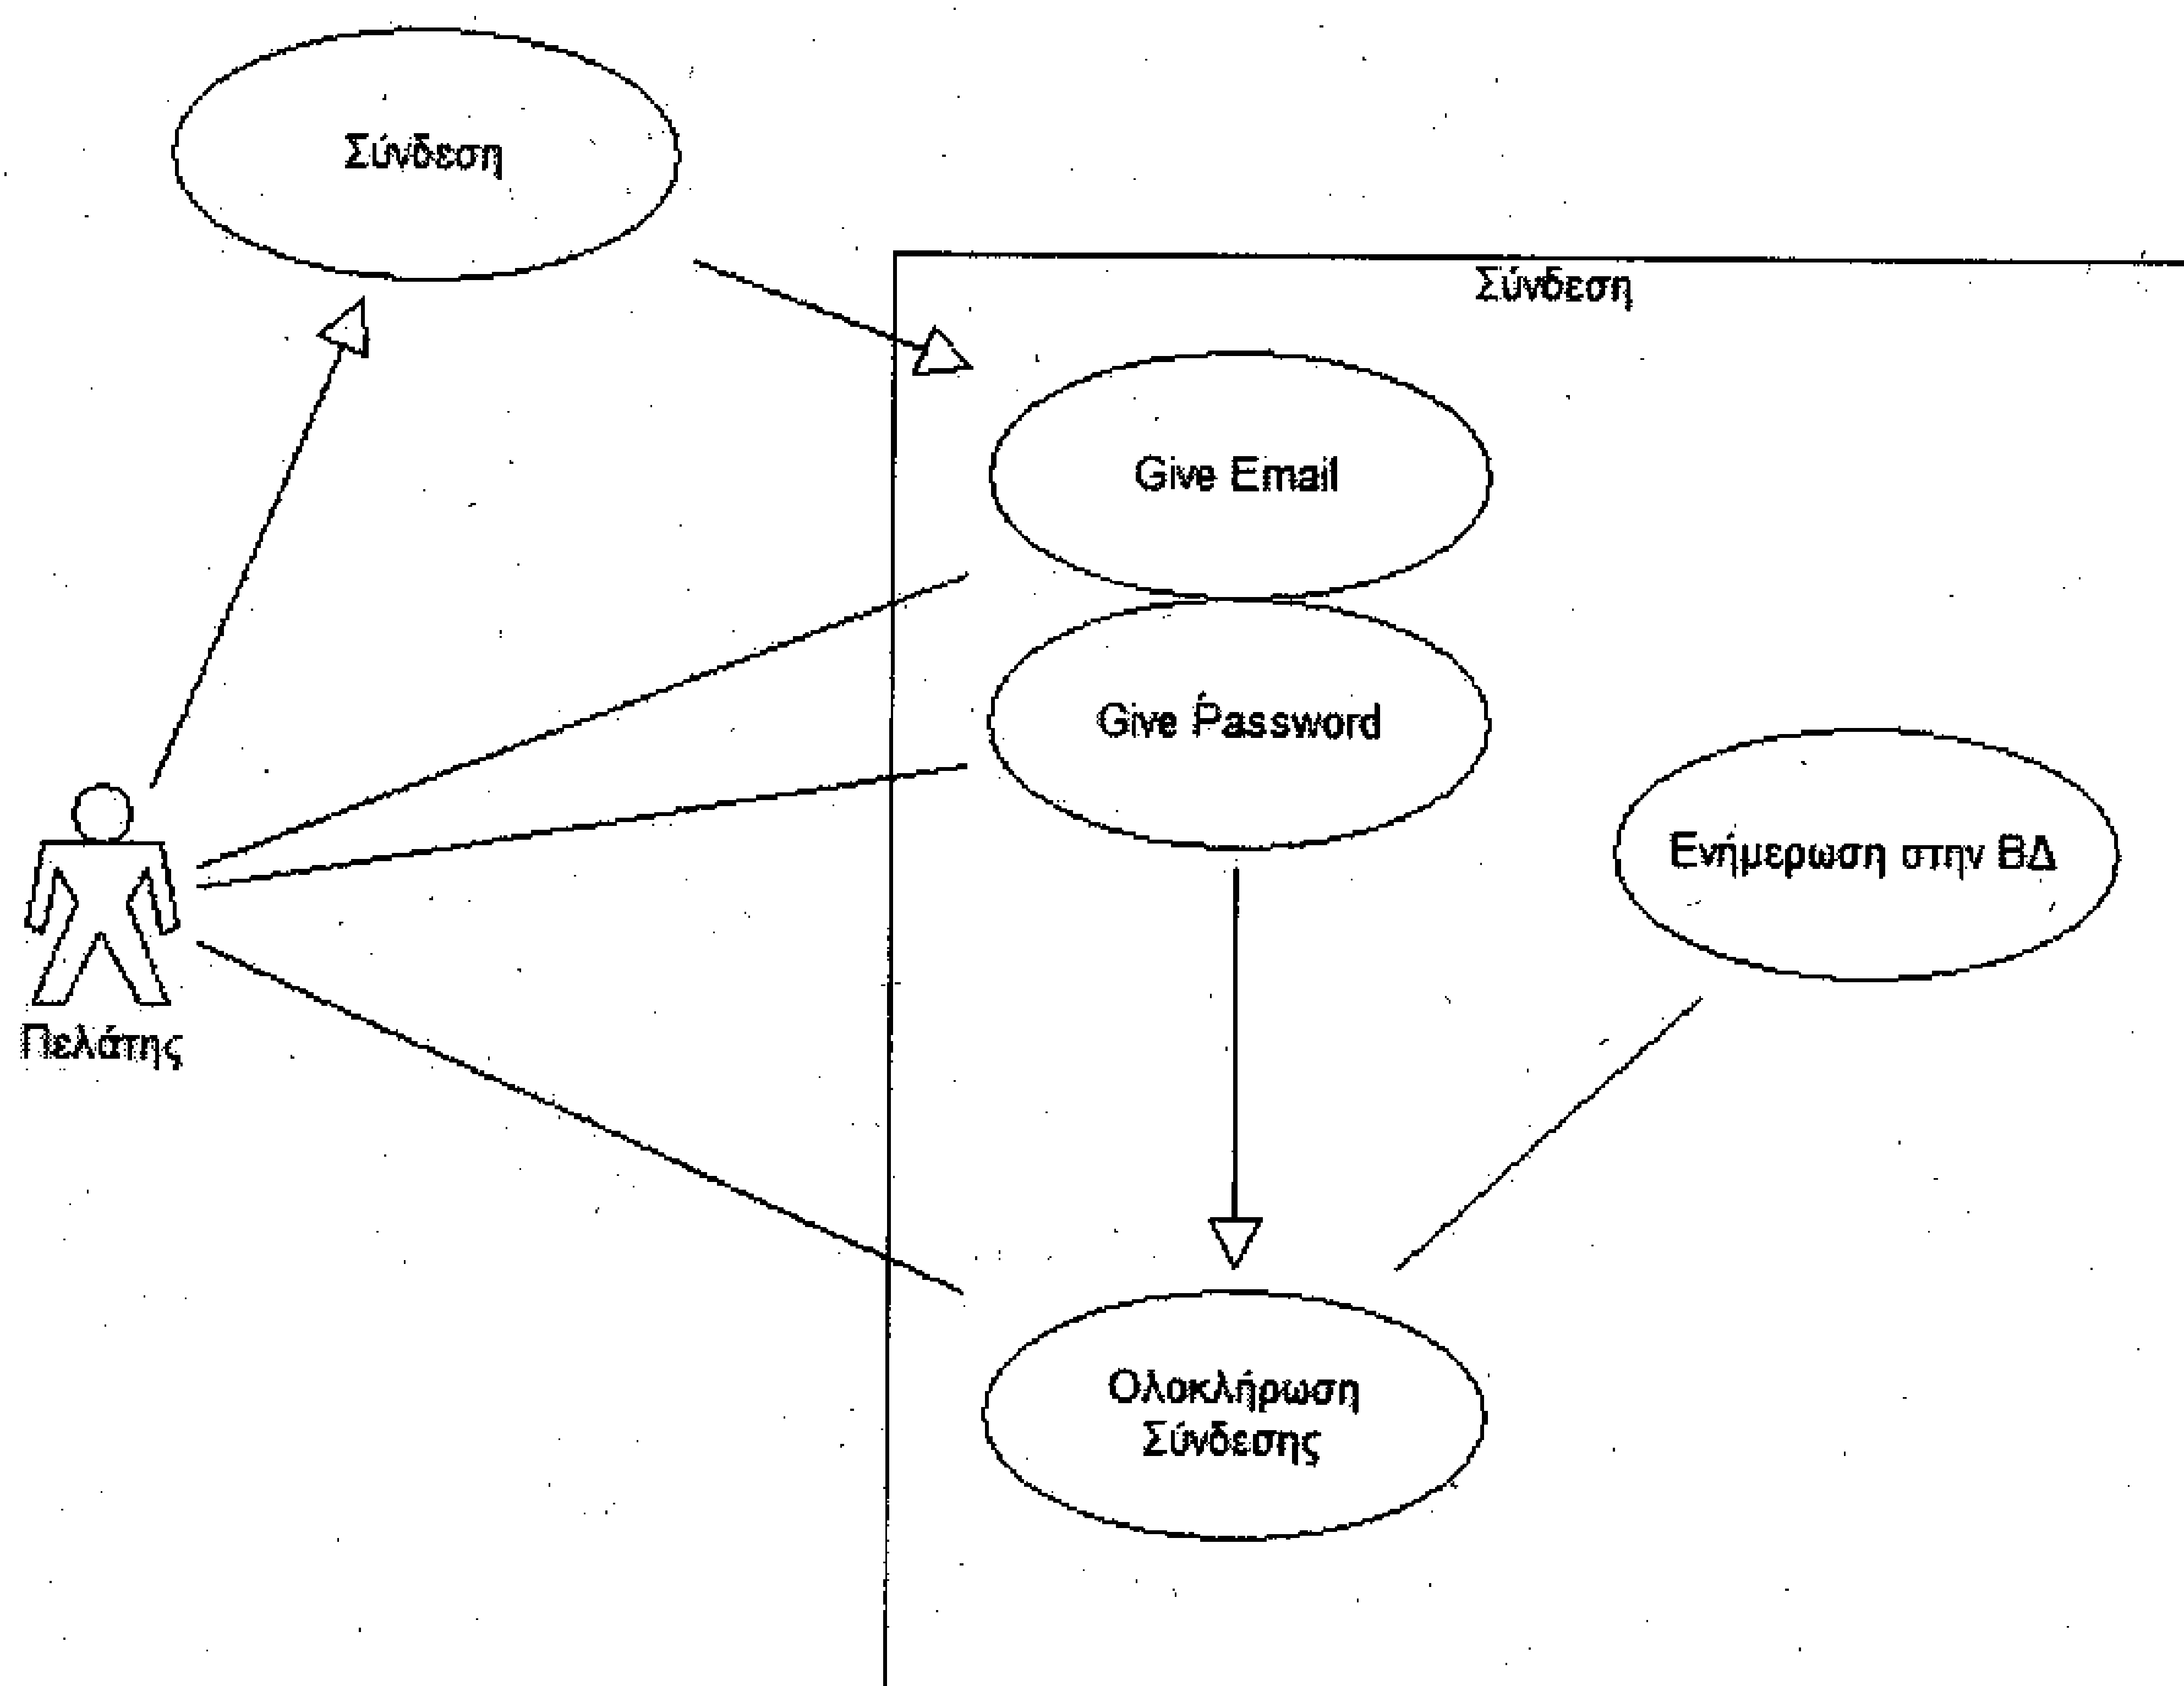 Σύνδεση
Σύνδεση
Give Email
Give Password
Ενήμερωση στην ΒΔ
Πελάτης
Ολοκλήρωση
Σύνδεσης